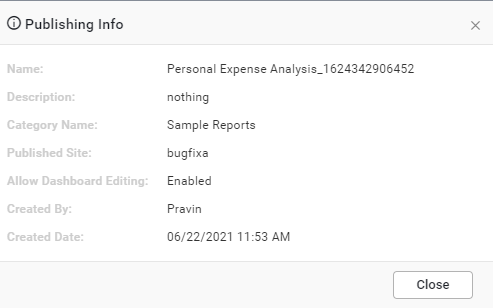 Publishing Info
Name: Personal Expense Analysis_1624342906452
Description: nothing
Category Name: Sample Reports
Published Site: bugfixa
Allow Dashboard Editing: Enabled
Created By: Pravin
Created Date: 06/22/2021 11:53 AM
Close